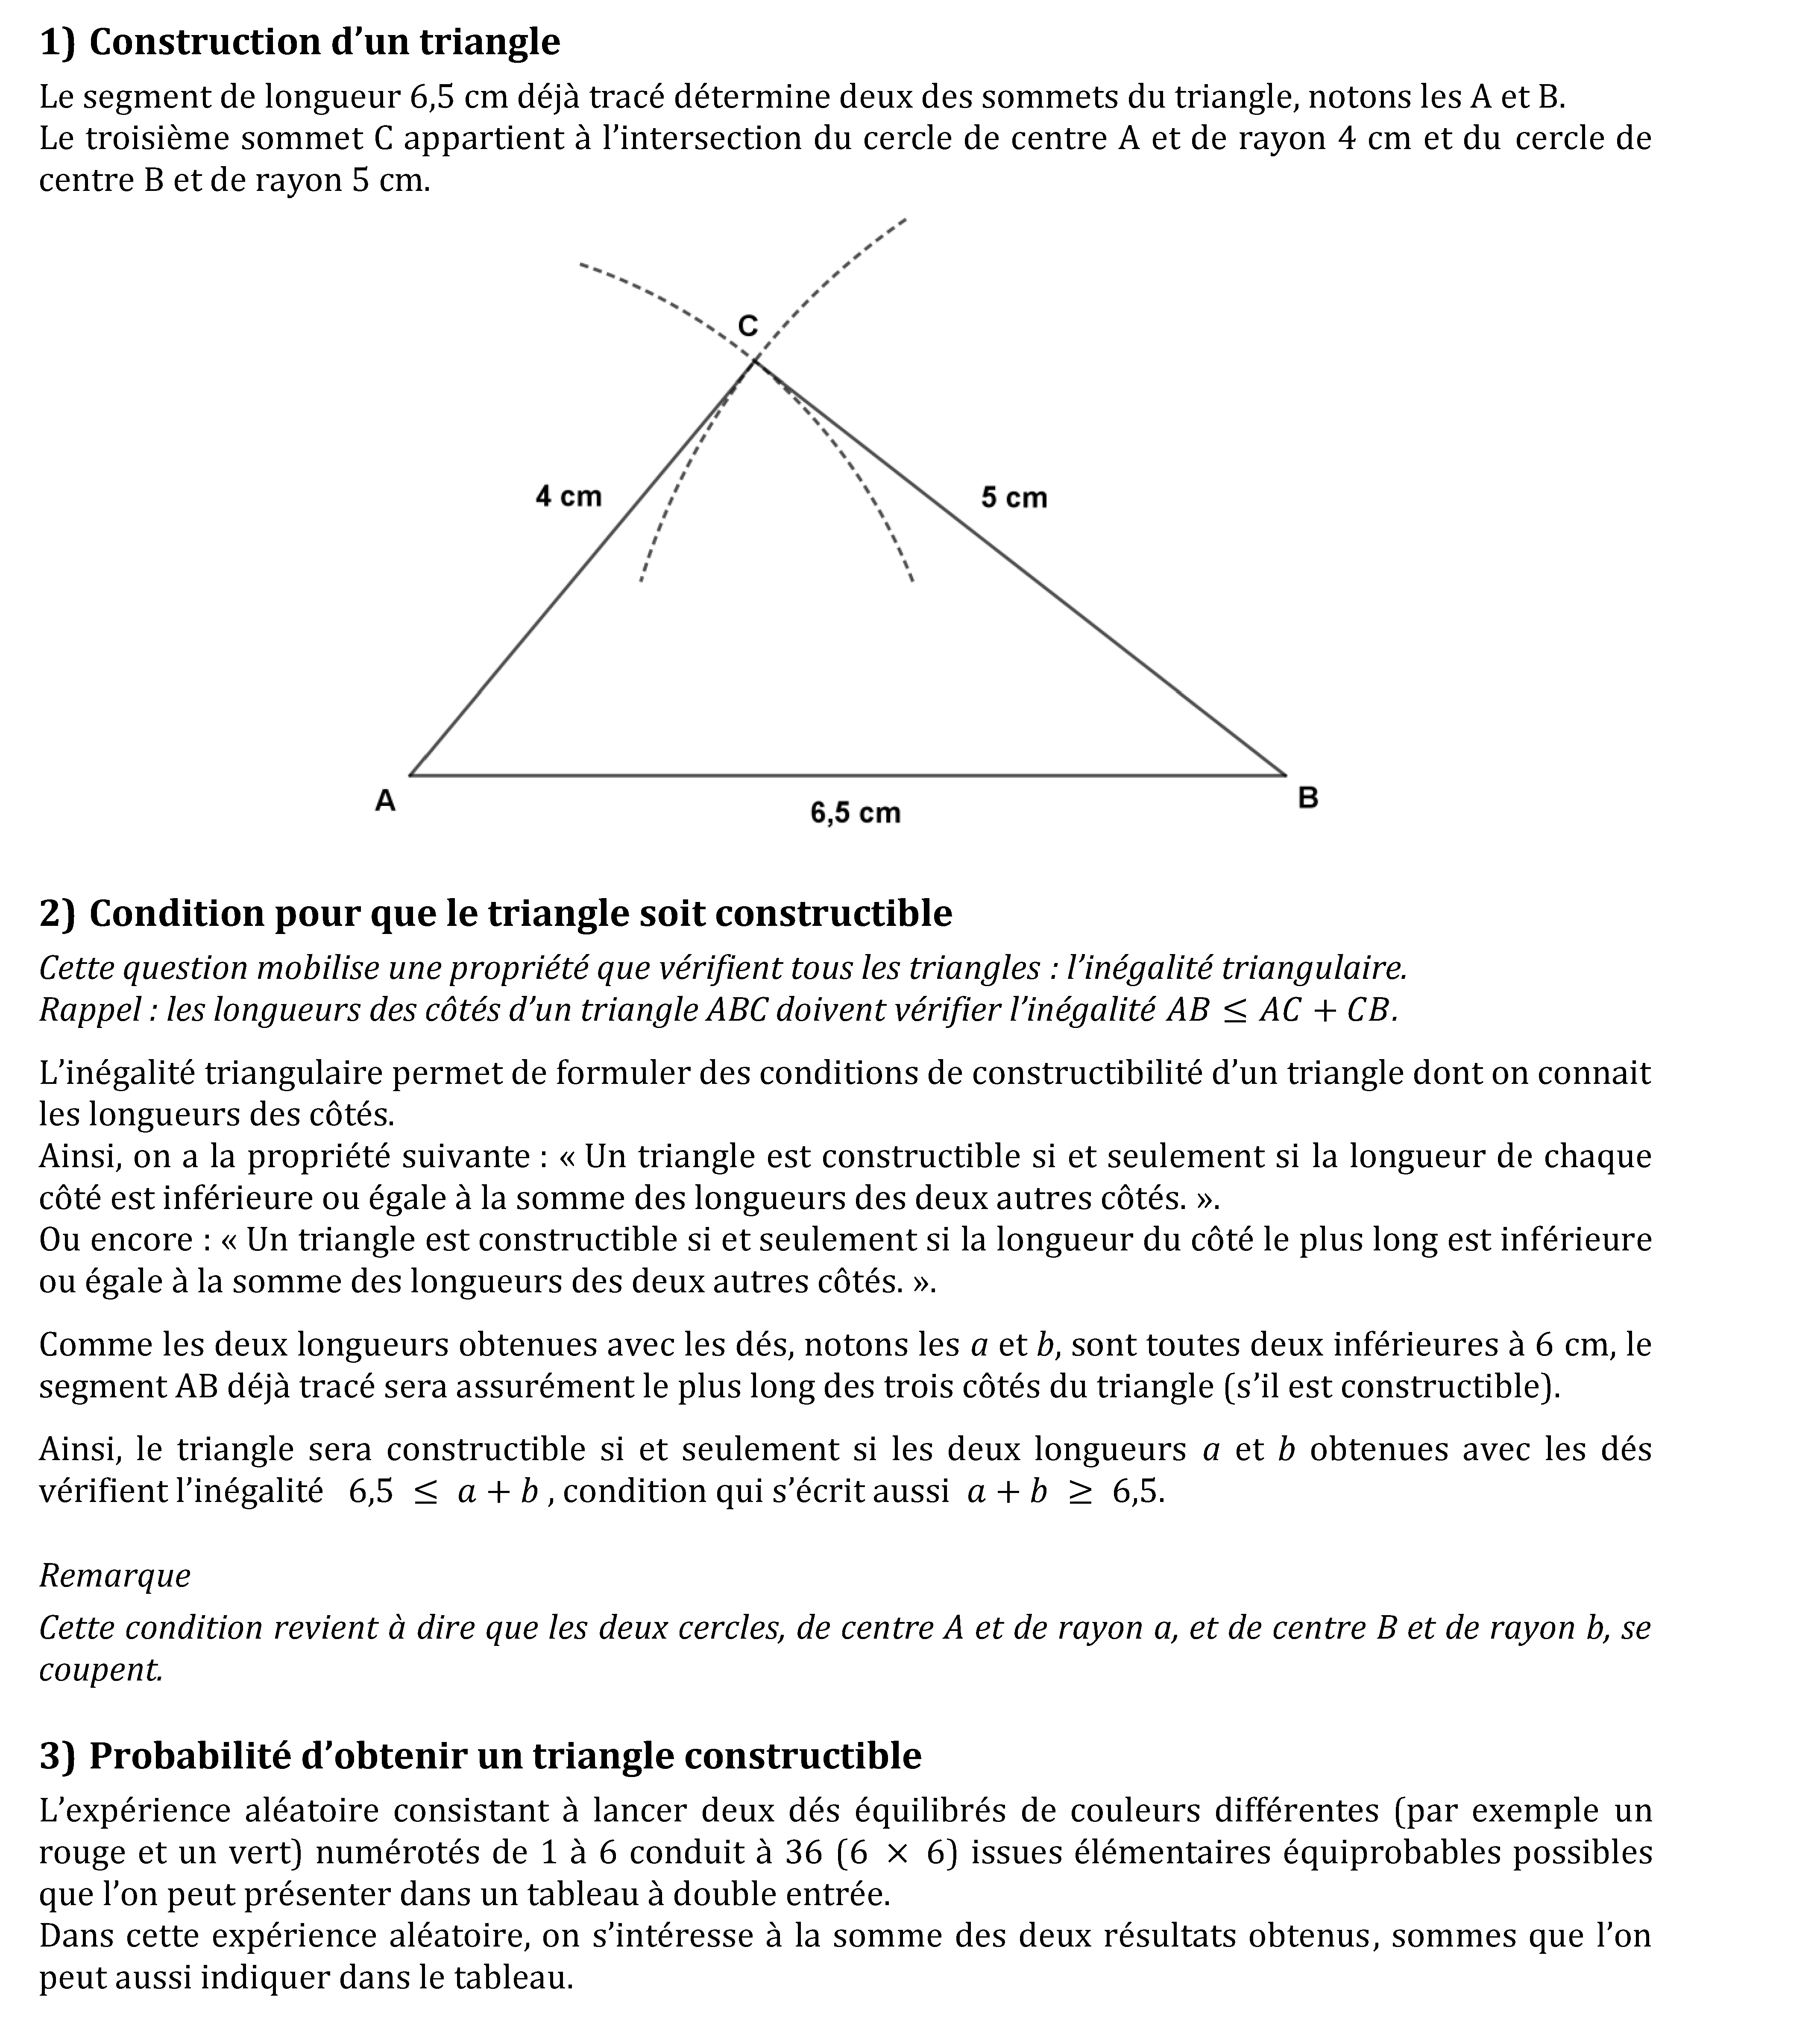 1) Construction d’un triangle
Le segment de longueur 6,5 cm déjà tracé détermine deux des sommets du triangle, notons les A et B.
Le troisième sommet C appartient à l’intersection du cercle de centre A et de rayon 4 cm et du cercle de
centre B et de rayon 5 cm.
C
4 cm
5 cm
A
B
6,5 cm
2) Condition pour que le triangle soit constructible
Cette question mobilise une propriété que vérifient tous les triangles : l’inégalité triangulaire.
Rappel : les longueurs des côtés d’un triangle ABC doivent vérifier l’inégalité AB ≤ AC + CB.
L’inégalité triangulaire permet de formuler des conditions de constructibilité d’un triangle dont on connait
les longueurs des côtés.
Ainsi, on a la propriété suivante : « Un triangle est constructible si et seulement si la longueur de chaque
côté est inférieure ou égale à la somme des longueurs des deux autres côtés. ».
Ou encore : « Un triangle est constructible si et seulement si la longueur du côté le plus long est inférieure
ou égale à la somme des longueurs des deux autres côtés. ».
Comme les deux longueurs obtenues avec les dés, notons les a et b, sont toutes deux inférieures à 6 cm, le
segment AB déjà tracé sera assurément le plus long des trois côtés du triangle (s’il est constructible).
Ainsi, le triangle sera constructible si et seulement si les deux longueurs a et b obtenues avec les dés
vérifient l’inégalité 6,5 ≤ a + b , condition qui s’écrit aussi a + b ≥ 6,5.
Remarque
Cette condition revient à dire que les deux cercles, de centre A et de rayon a, et de centre B et de rayon b, se
coupent.
3) Probabilité d’obtenir un triangle constructible
L’expérience aléatoire consistant à lancer deux dés équilibrés de couleurs différentes (par exemple un
rouge et un vert) numérotés de 1 à 6 conduit à 36 (6 × 6) issues élémentaires équiprobables possibles
que l’on peut présenter dans un tableau à double entrée.
Dans cette expérience aléatoire, on s’intéresse à la somme des deux résultats obtenus, sommes que l’on
peut aussi indiquer dans le tableau.